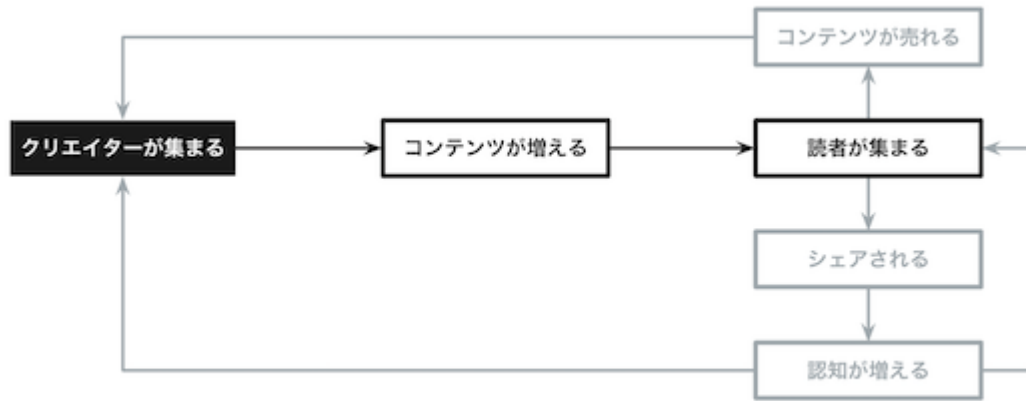 コンテンツが売れる
クリエイターが集まる
コンテンツが増える
読者が集まる
シェアされる
認知が増える